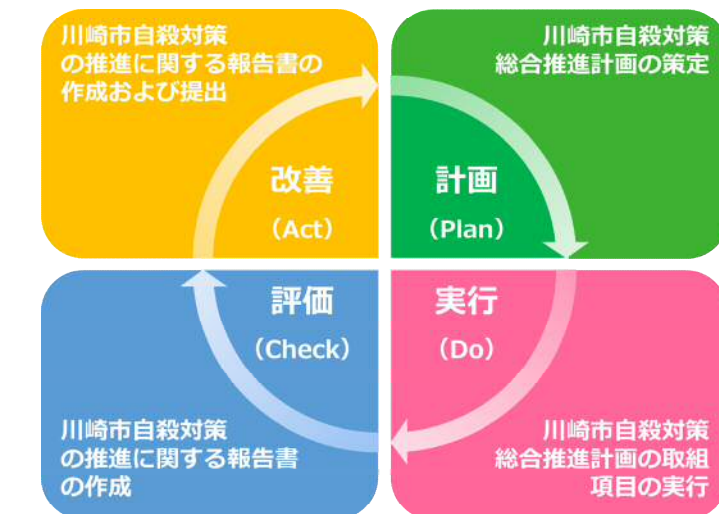 川崎市自殺対策
の推進に関する報告書の
作成および提出
川崎市自殺対策
総合推進計画の策定
改善
(Act)
計画
(Plan)
評価
(Check)
実行
(Do)
川崎市自殺対策
の推進に関する報告書
の作成
川崎市自殺対策
総合推進計画の取組
項目の実行